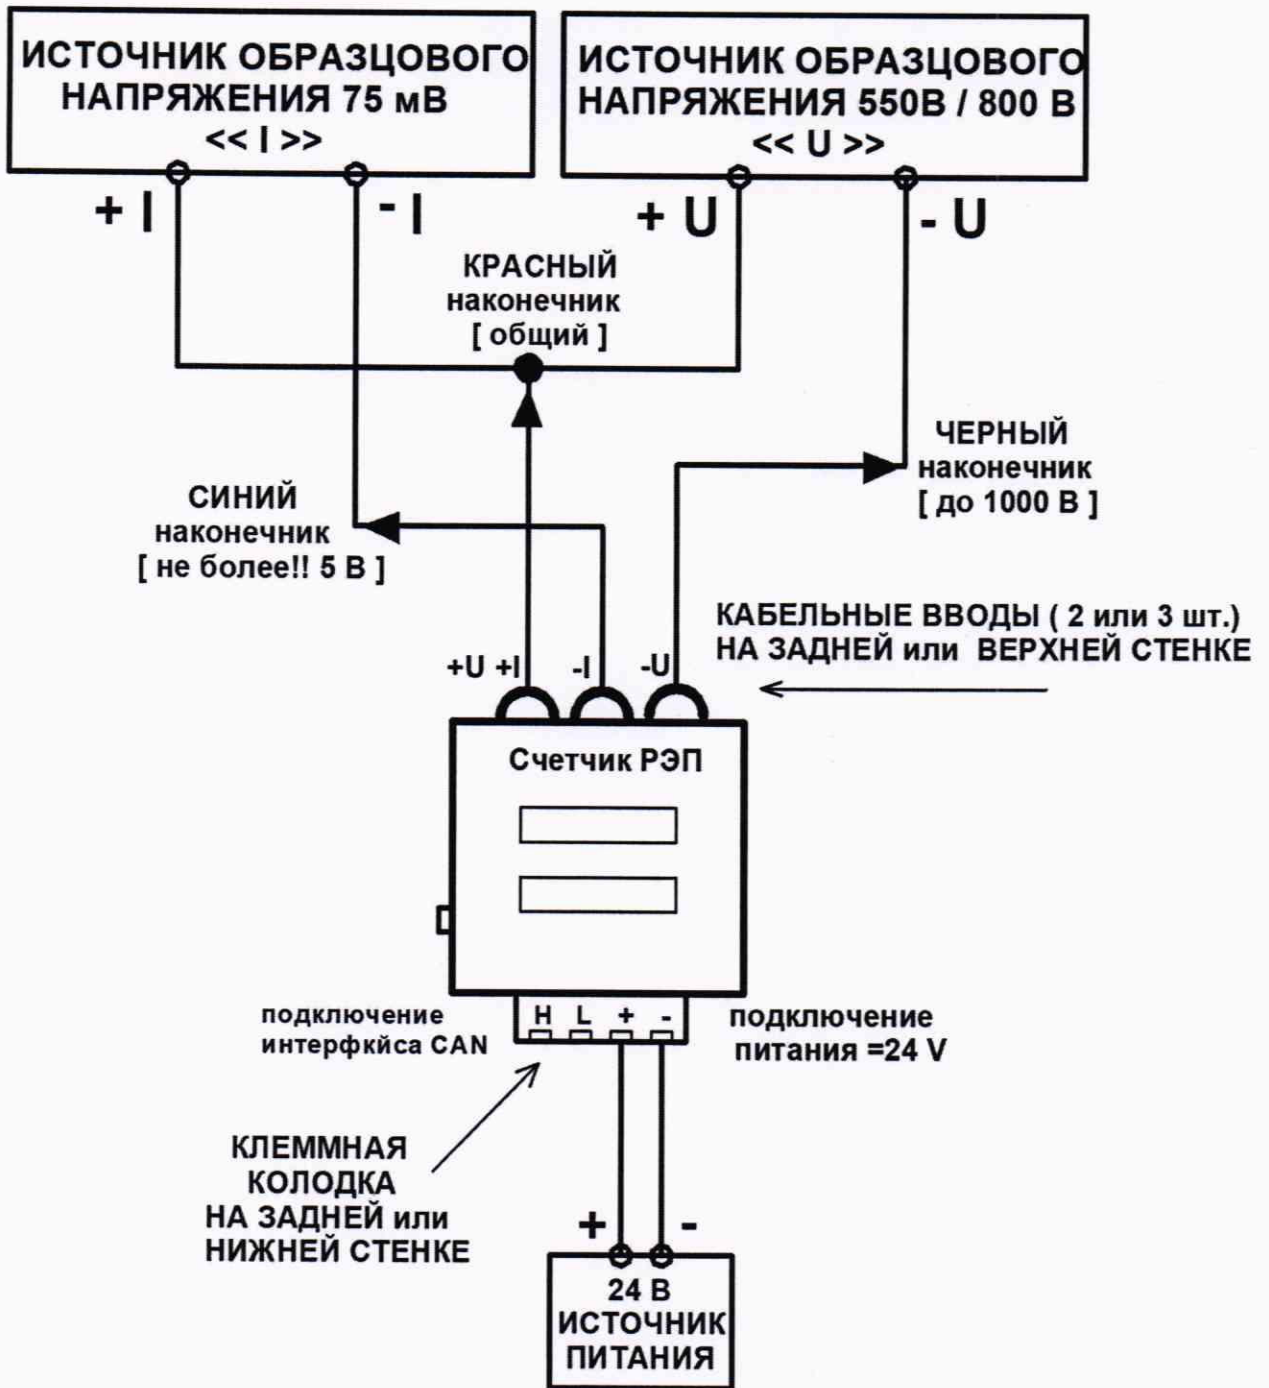 ИСТОЧНИК ОБРАЗЦОВОГО
НАПРЯЖЕНИЯ 75 мВ
<< I >>
ИСТОЧНИК ОБРАЗЦОВОГО
НАПРЯЖЕНИЯ 550В / 800 В
<< U >>
+ I
- I
+ U
- U
КРАСНЫЙ
наконечник
[ общий ]
ЧЕРНЫЙ
наконечник
[ до 1000 В ]
СИНИЙ
наконечник
[ не более!! 5 В ]
КАБЕЛЬНЫЕ ВВОДЫ ( 2 или 3 шт.)
НА ЗАДНЕЙ или ВЕРХНЕЙ СТЕНКЕ
+U +I
-I
-U
Счетчик РЭП
H L + -
подключение
интерфкйса CAN
подключение
питания =24 V
КЛЕММНАЯ
КОЛОДКА
НА ЗАДНЕЙ или
НИЖНЕЙ СТЕНКЕ
+ -
24 В
ИСТОЧНИК
ПИТАНИЯ